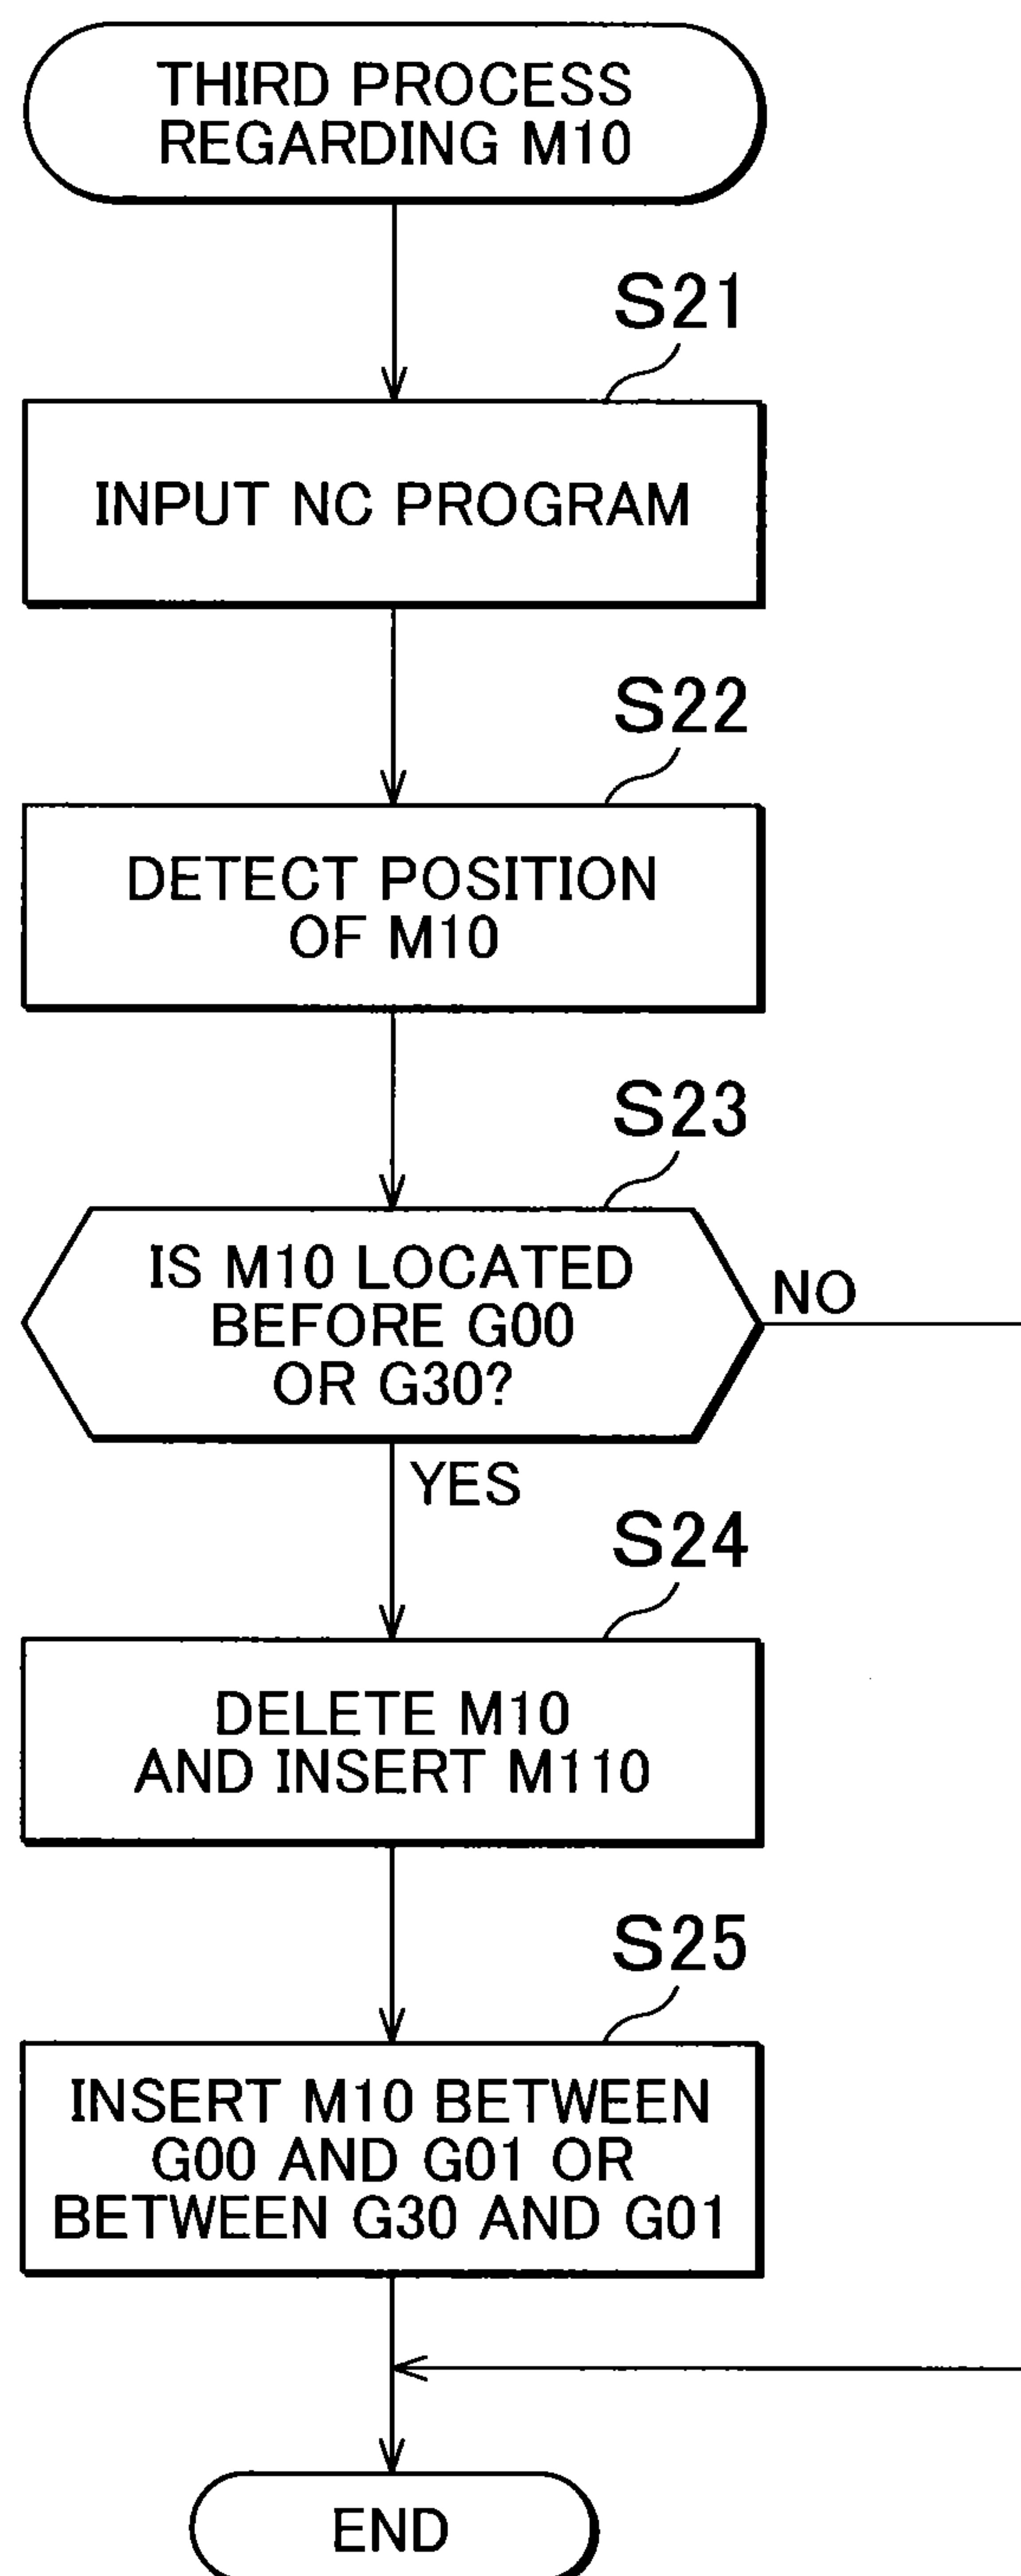 THIRD PROCESS
REGARDING M10
S21
INPUT NC PROGRAM
S22
DETECT POSITION
OF M10
S23
IS M10 LOCATED
BEFORE G00
OR G30?
NO
YES
S24
DELETE M10
AND INSERT M110
S25
INSERT M10 BETWEEN
G00 AND G01 OR
BETWEEN G30 AND G01
END